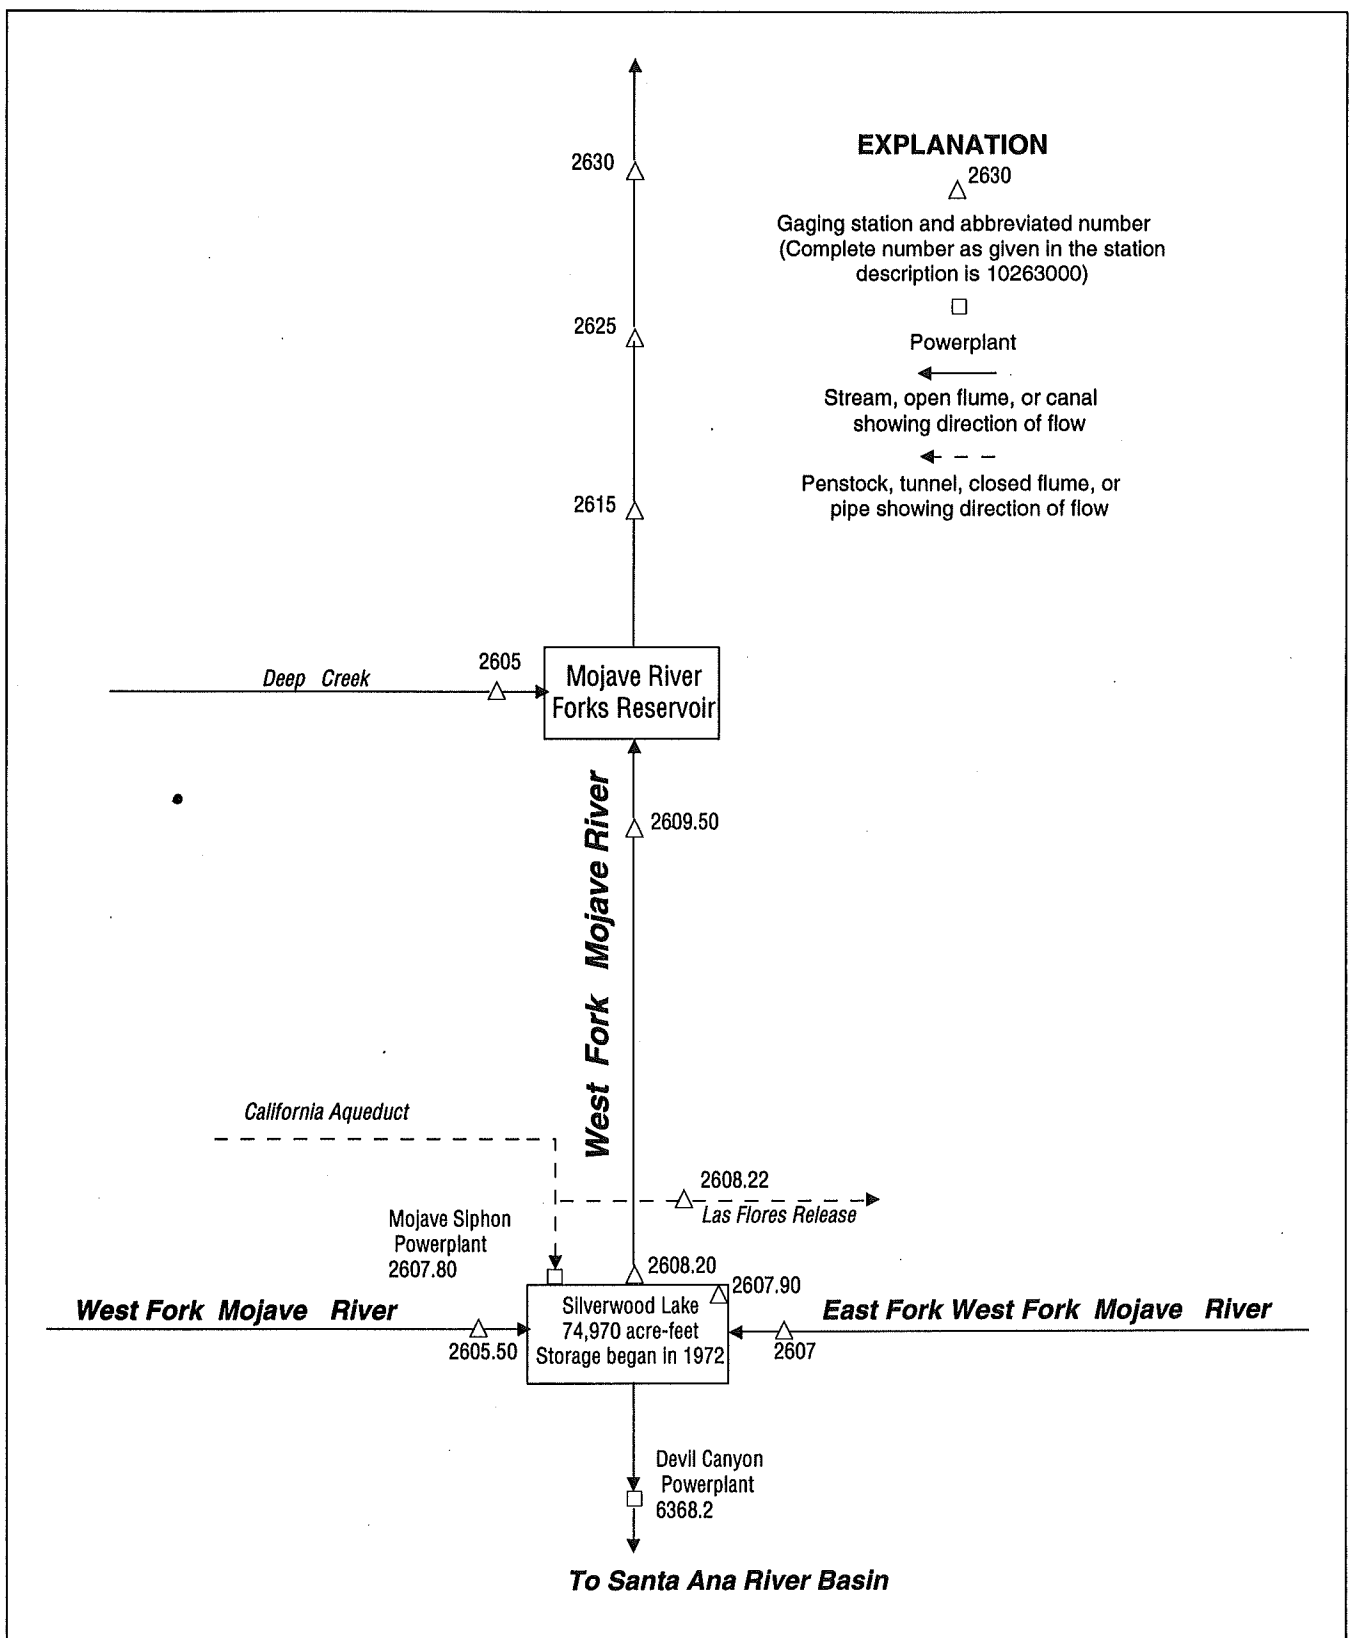 2630
EXPLANATION
2630
Gaging station and abbreviated number
(Complete number as given in the station
description is 10263000)
Powerplant
Stream, open flume, or canal
showing direction of flow
Penstock, tunnel, closed flume, or
pipe showing direction of flow
2625
2615
2605
Deep Creek
Mojave River
Forks Reservoir
2609.50
West Fork Mojave River
California Aqueduct
2608.22
Las Flores Release
Mojave Siphon
Powerplant
2607.80
2608.20
2607.90
West Fork Mojave River
2605.50
Silverwood Lake
74,970 acre-feet
Storage began in 1972
East Fork West Fork Mojave River
2607
Devil Canyon
Powerplant
6368.2
To Santa Ana River Basin